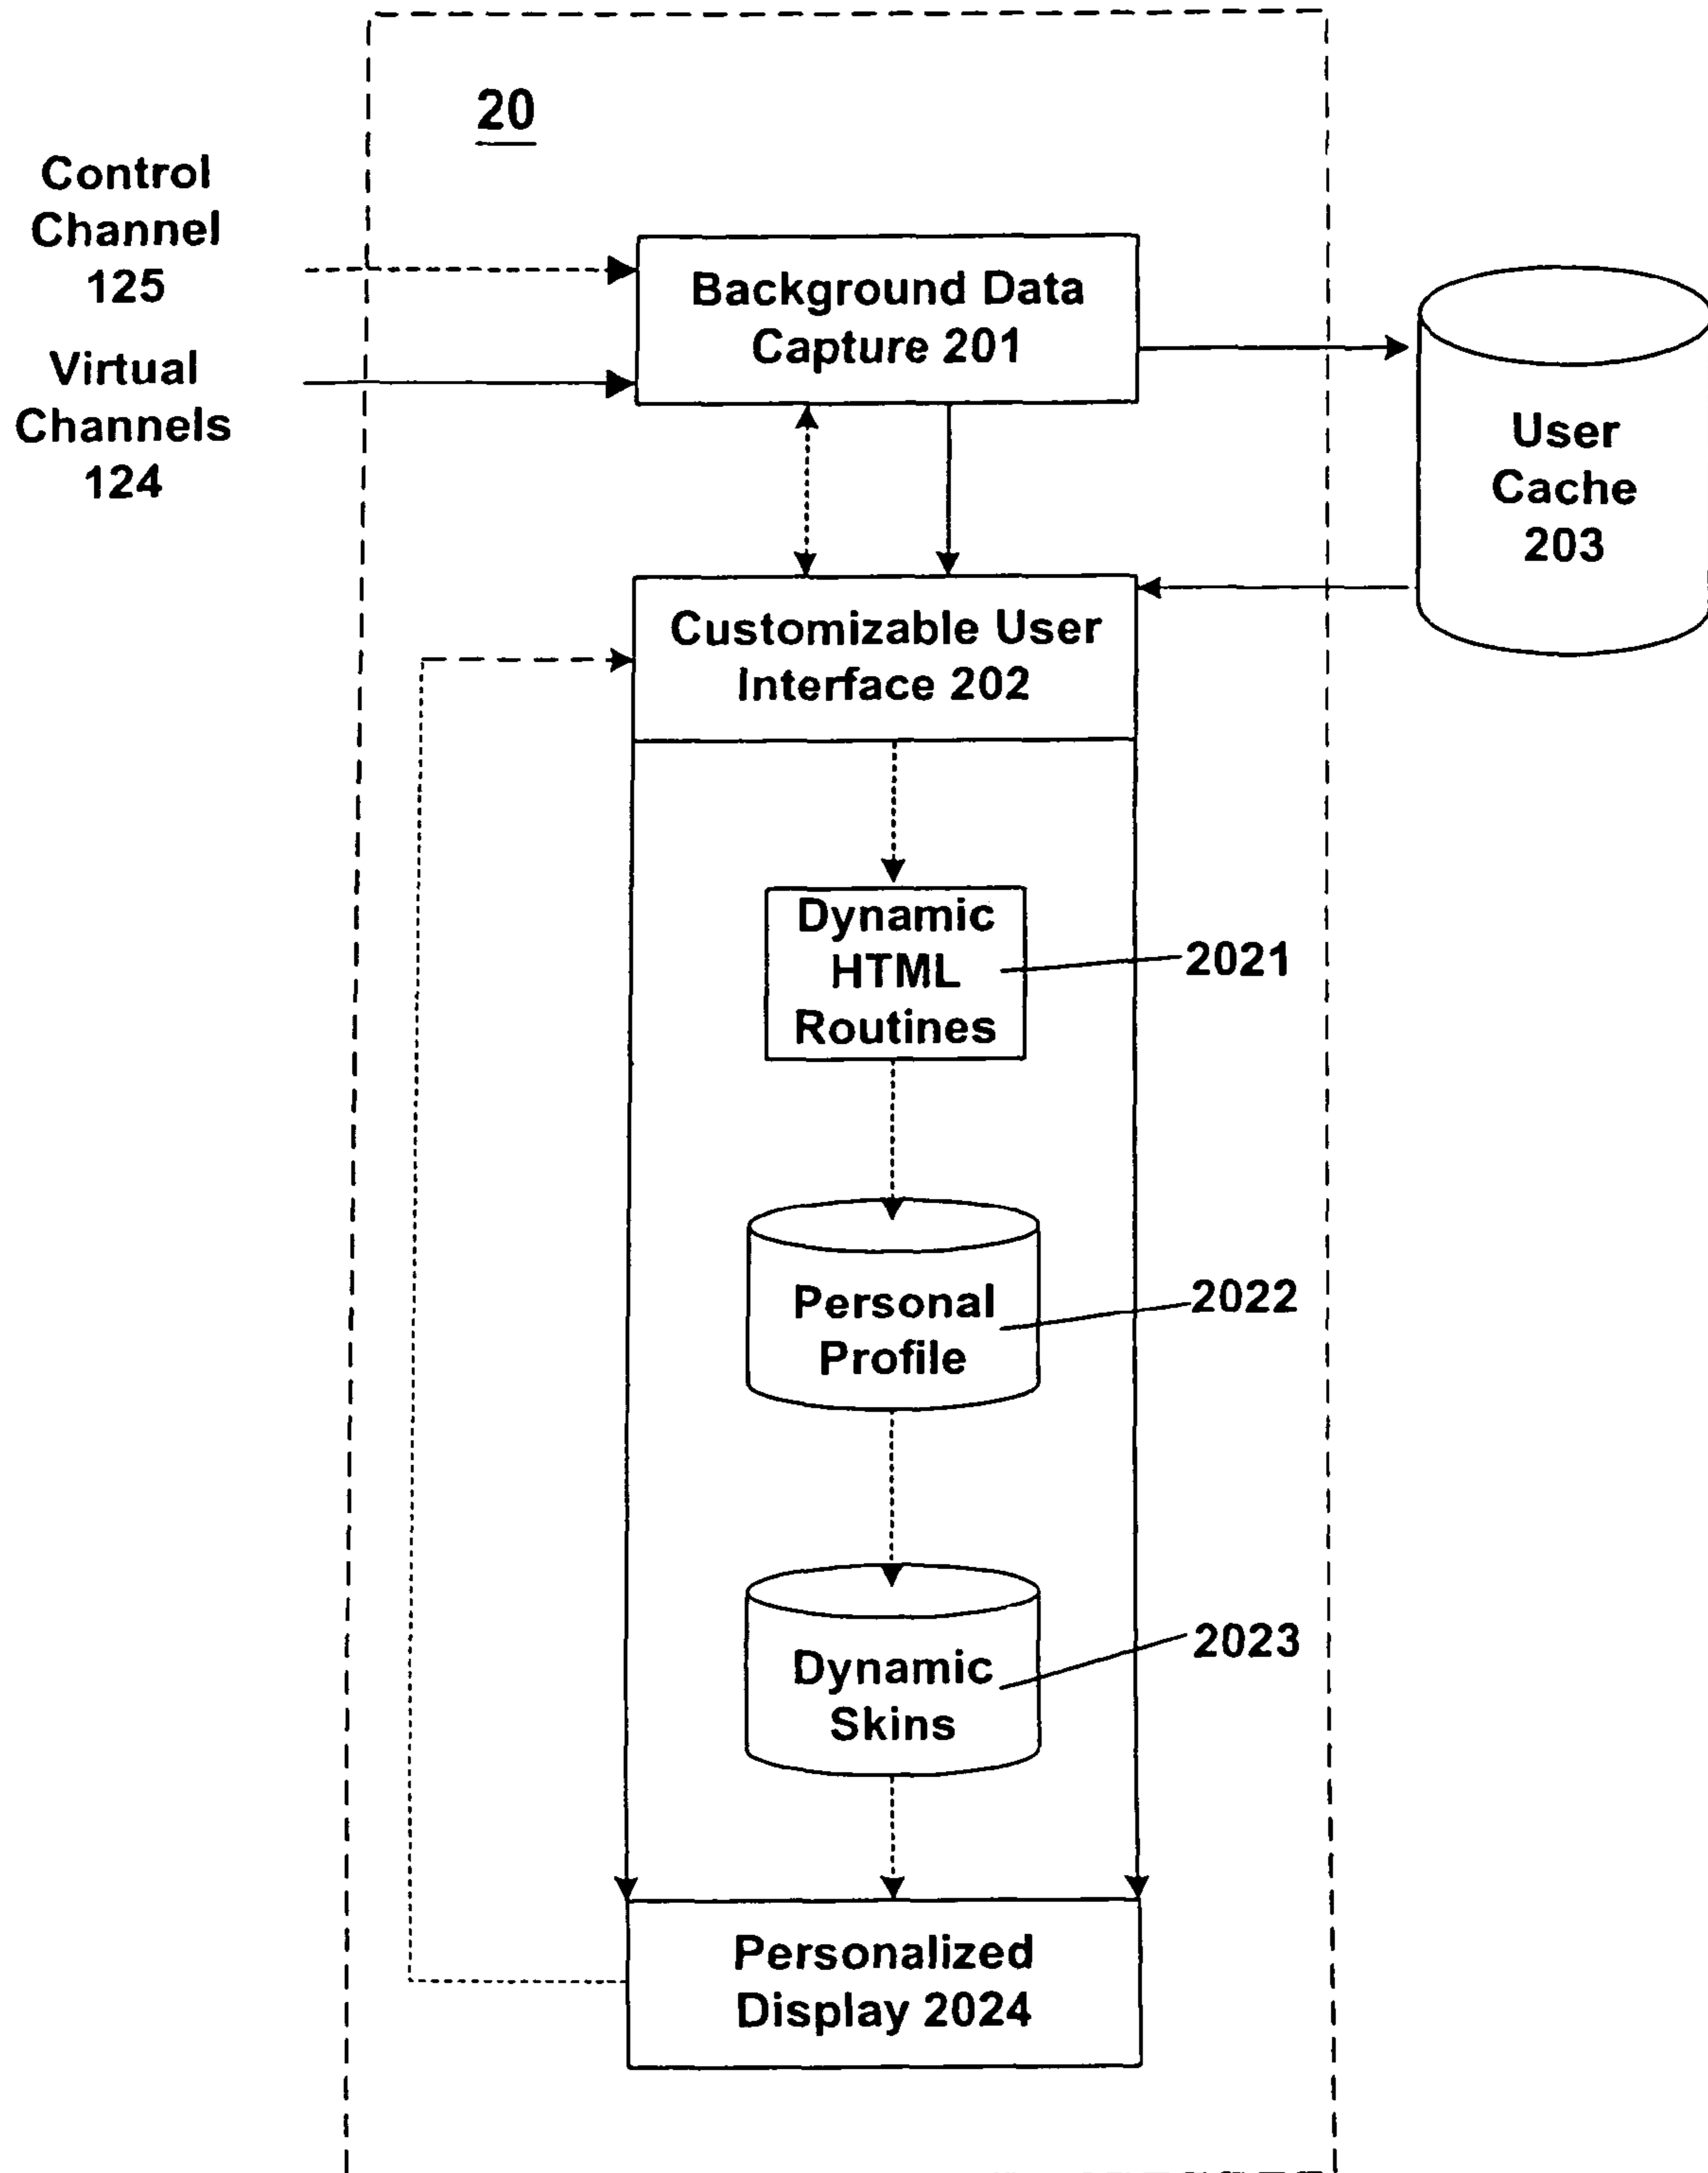 20
Control
Channel
125
Virtual
Channels
124
Background Data
Capture 201
User
Cache
203
Customizable User
Interface 202
Dynamic
HTML
Routines
2021
Personal
Profile
2022
Dynamic
Skins
2023
Personalized
Display 2024